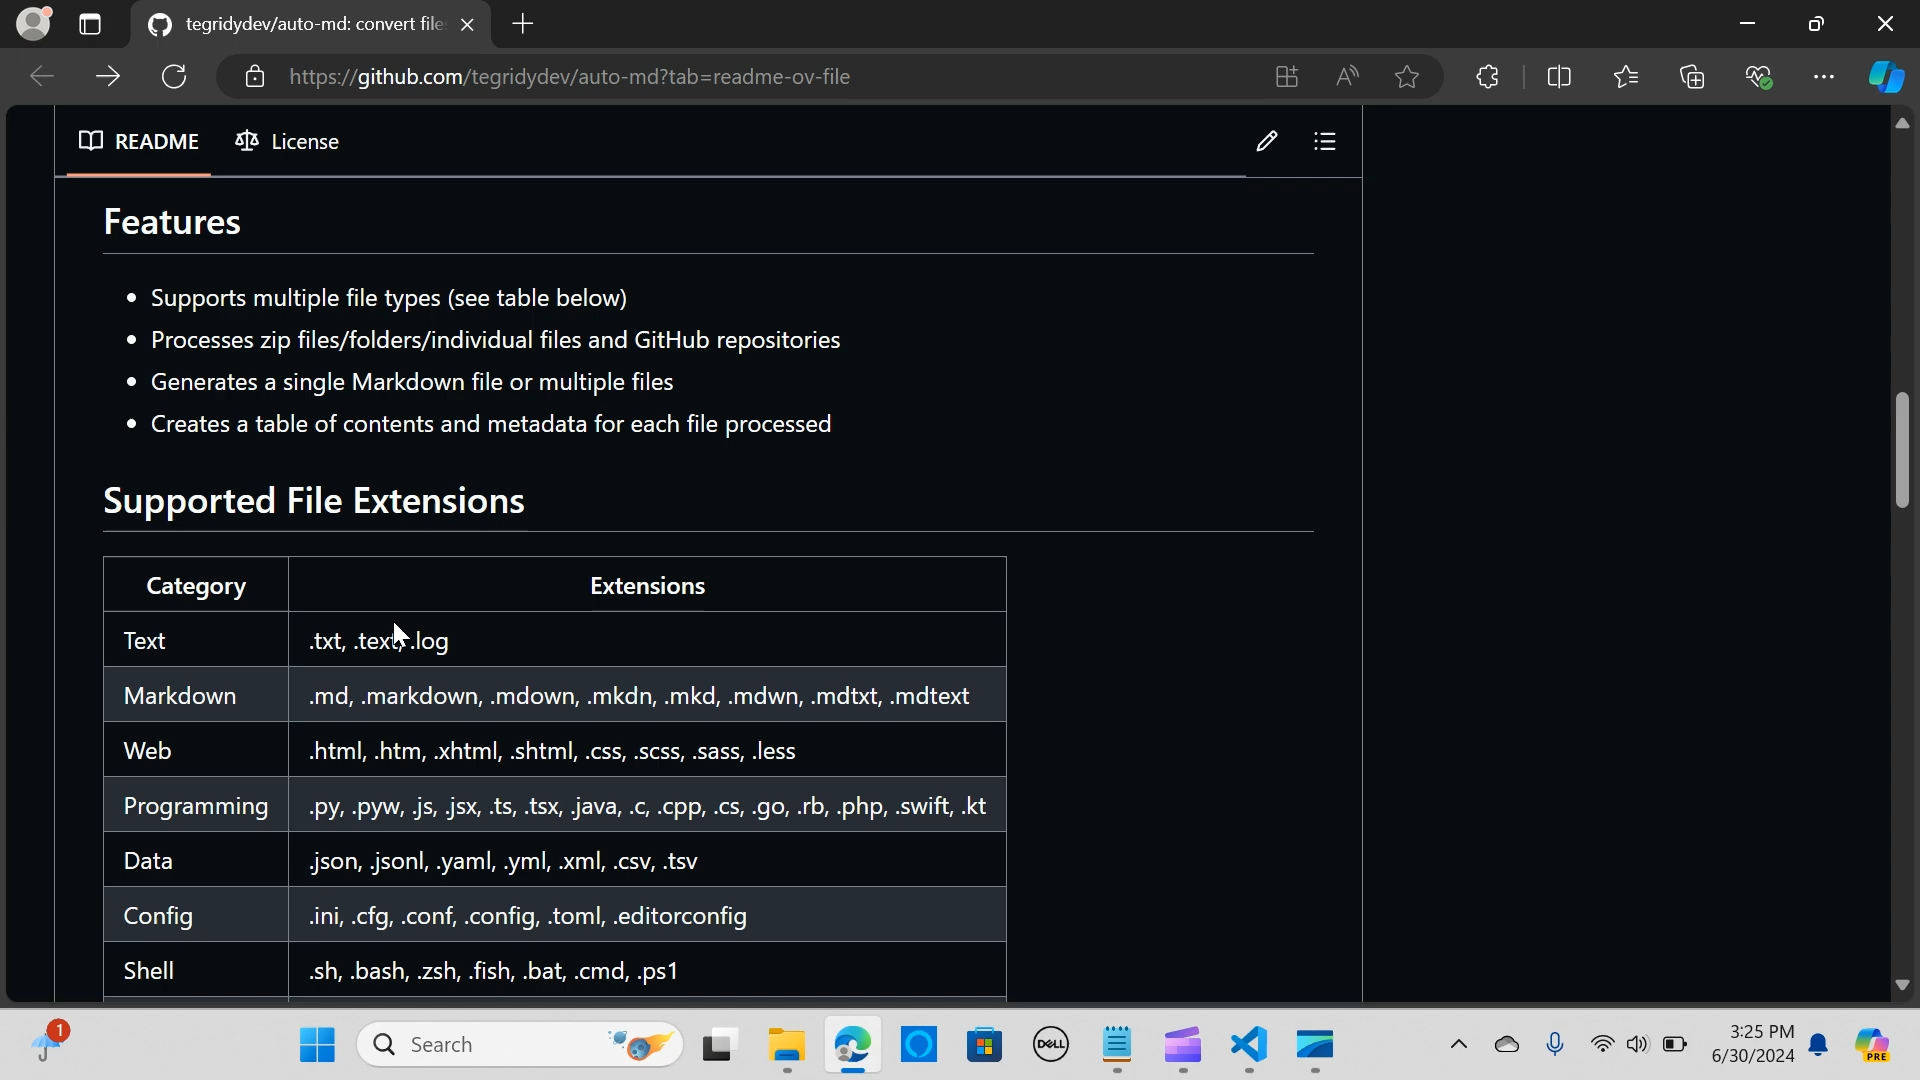 tegridydev/auto-md: convert file
https://github.com/tegridydev/auto-md?tab=readme-ov-file
README License
Features
Supports multiple file types (see table below)
Processes zip files/folders/individual files and GitHub repositories
Generates a single Markdown file or multiple files
Creates a table of contents and metadata for each file processed
Supported File Extensions
Category Extensions
Text .txt, .text, .log
Markdown .md, .markdown, .mdown, .mkdn, .mkd, .mdwn, .mdtxt, .mdtext
Web .html, .htm, .xhtml, .shtml, .css, .scss, .sass, .less
Programming .py, .pyw, .js, .jsx, .ts, .tsx, .java, .c, .cpp, .cs, .go, .rb, .php, .swift, .kt
Data .json, .jsonl, .yaml, .yml, .xml, .csv, .tsv
Config .ini, .cfg, .conf, .config, .toml, .editorconfig
Shell .sh, .bash, .zsh, .fish, .bat, .cmd, .ps1
1
Search
DELL
3:25 PM
6/30/2024
PRE